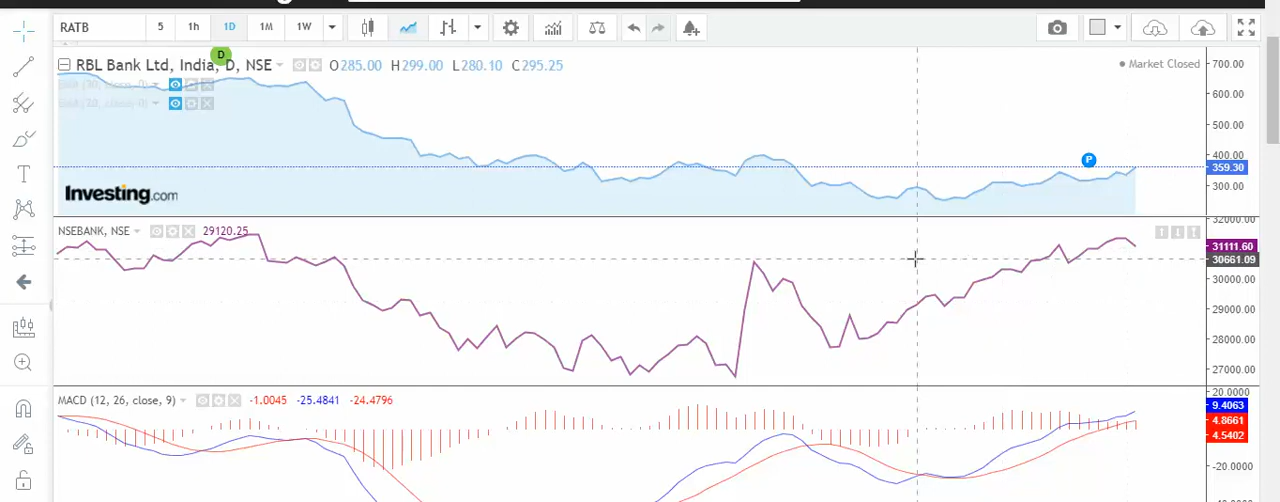 RATB 5 1h 1D 1M 1W
D
RBL Bank Ltd, India, D, NSE O285.00 H299.00 L280.10 C295.25
Market Closed
700.00
600.00
500.00
400.00
P
359.30
300.00
Investing.com
32000.00
NSEBANK, NSE 29120.25
31111.60
30661.09
30000.00
29000.00
28000.00
27000.00
20.0000
MACD (12, 26, close, 9) -1.0045 -25.4841 -24.4796
9.4063
4.8661
4.5402
-20.0000